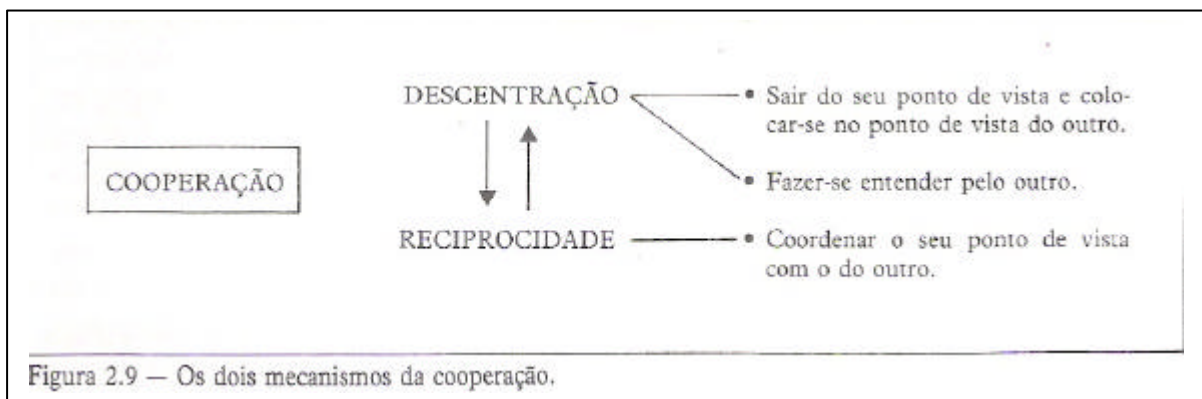 DESCENTRAÇÃO
• Sair do seu ponto de vista e colo-
car-se no ponto de vista do outro.
• Fazer-se entender pelo outro.
COOPERAÇÃO
RECIPROCIDADE
• Coordenar o seu ponto de vista
com o do outro.
Figura 2.9 — Os dois mecanismos da cooperação.